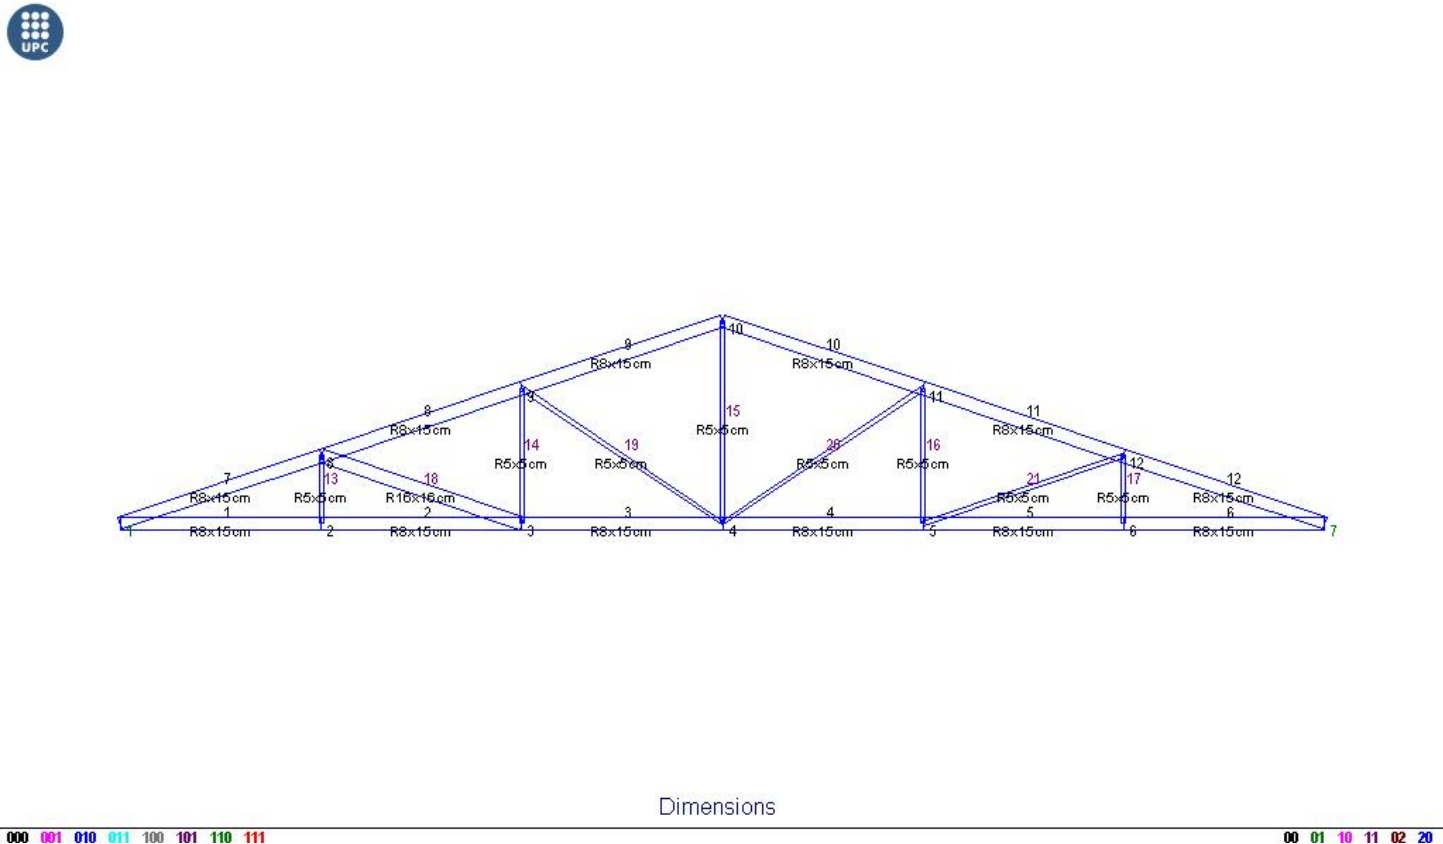 UPC
10
9
10
R8x15cm
R8x15cm
9
11
8
15
11
R8x15cm
R5x5cm
R8x15cm
14
19
20
16
R5x5cm
R5x5cm
R5x5cm
R5x5cm
8
12
7
13
18
21
17
12
R8x15cm
R5x5cm
R16x16cm
R5x5cm
R5x5cm
R8x15cm
1
2
3
4
5
6
1
R8x15cm
2
R8x15cm
3
R8x15cm
4
R8x15cm
5
R8x15cm
6
R8x15cm
7
Dimensions
000 001 010 011 100 101 110 111
00 01 10 11 02 20